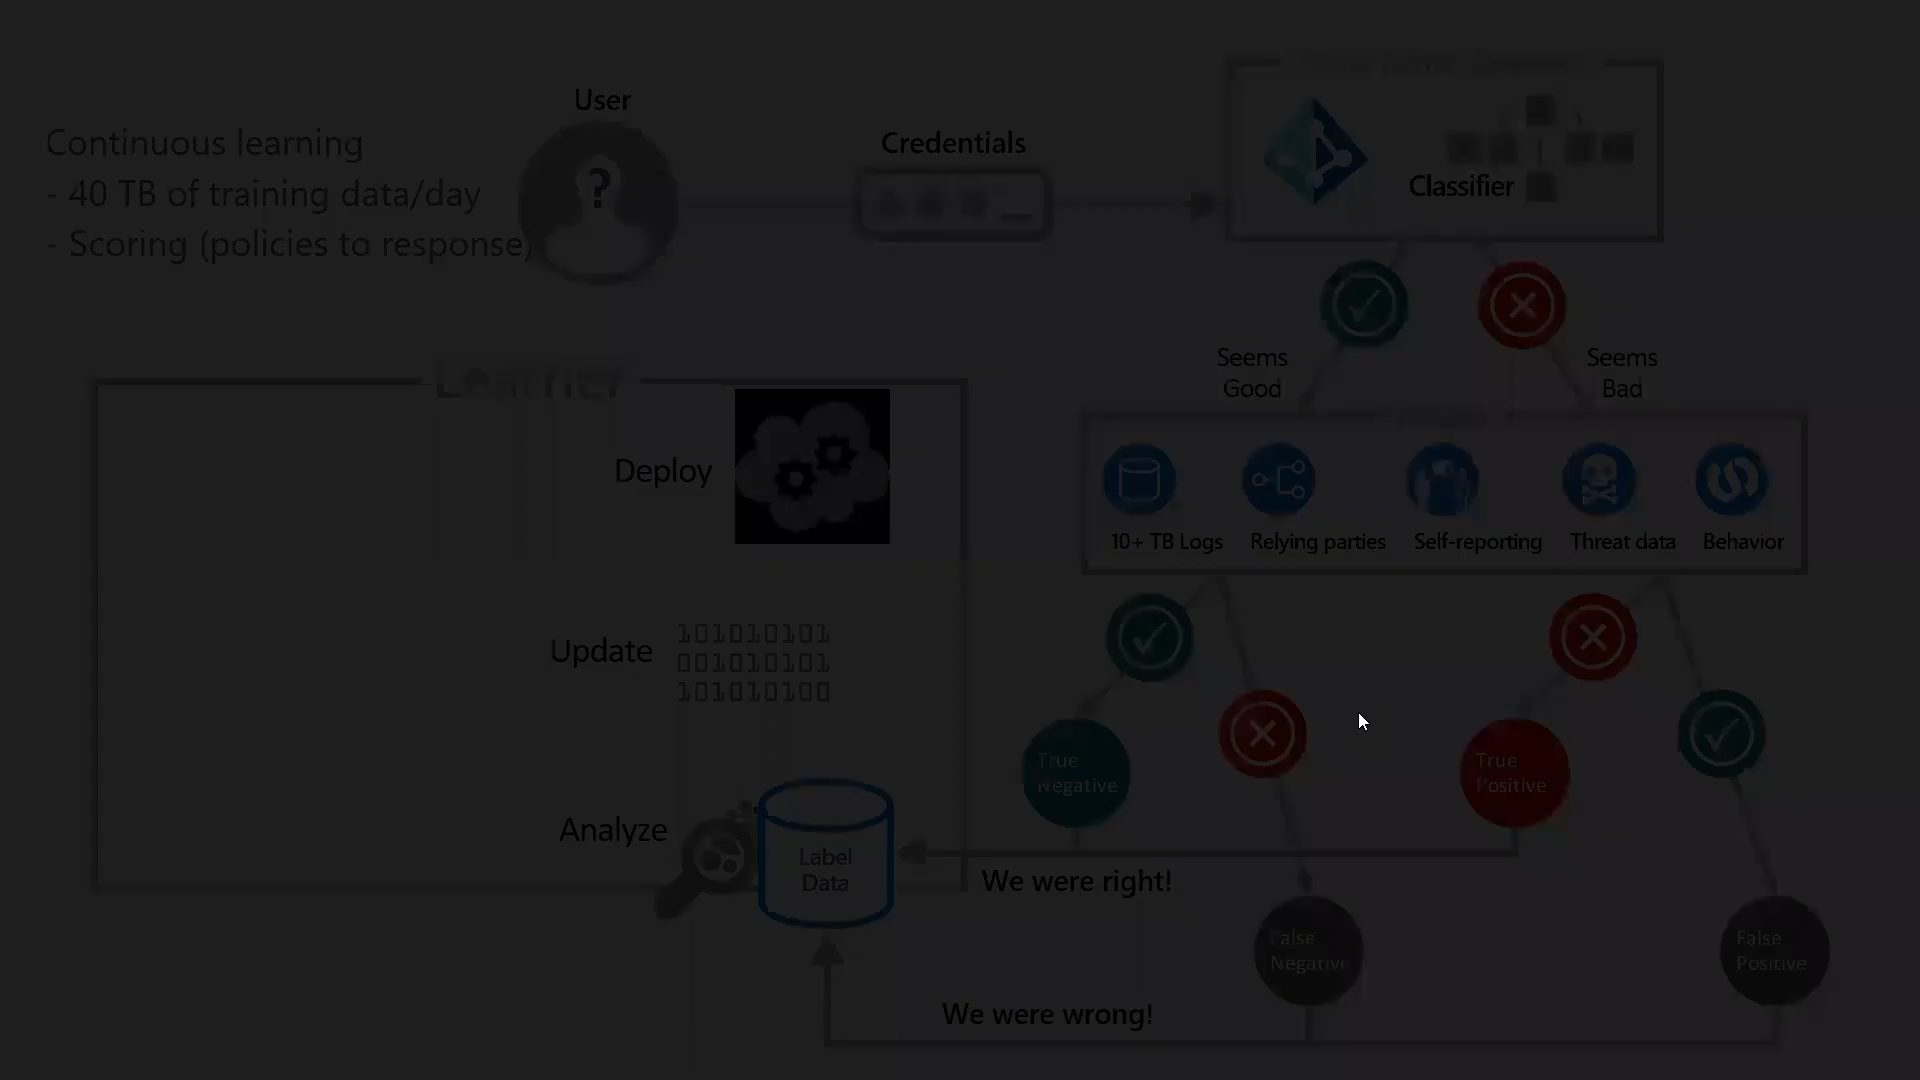 User
Continuous learning
- 40 TB of training data/day
- Scoring (policies to response)
?
Credentials
Classifier
Seems
Good
Seems
Bad
Learner
Deploy
10+ TB Logs
Relying parties
Self-reporting
Threat data
Behavior
Update
101010101
001010101
101010100
True
Negative
True
Positive
Analyze
Label
Data
We were right!
False
Negative
False
Positive
We were wrong!